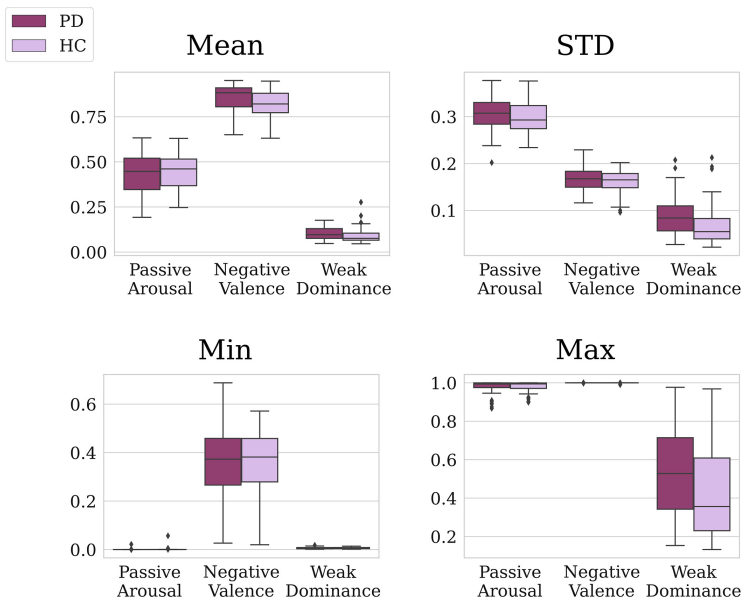 PD
HC
Mean
STD
0.75
0.50
0.25
0.00
Passive Negative Weak
Arousal Valence Dominance
0.3
0.2
0.1
Passive Negative Weak
Arousal Valence Dominance
Min
Max
0.6
0.4
0.2
0.0
Passive Negative Weak
Arousal Valence Dominance
1.0
0.8
0.6
0.4
0.2
Passive Negative Weak
Arousal Valence Dominance